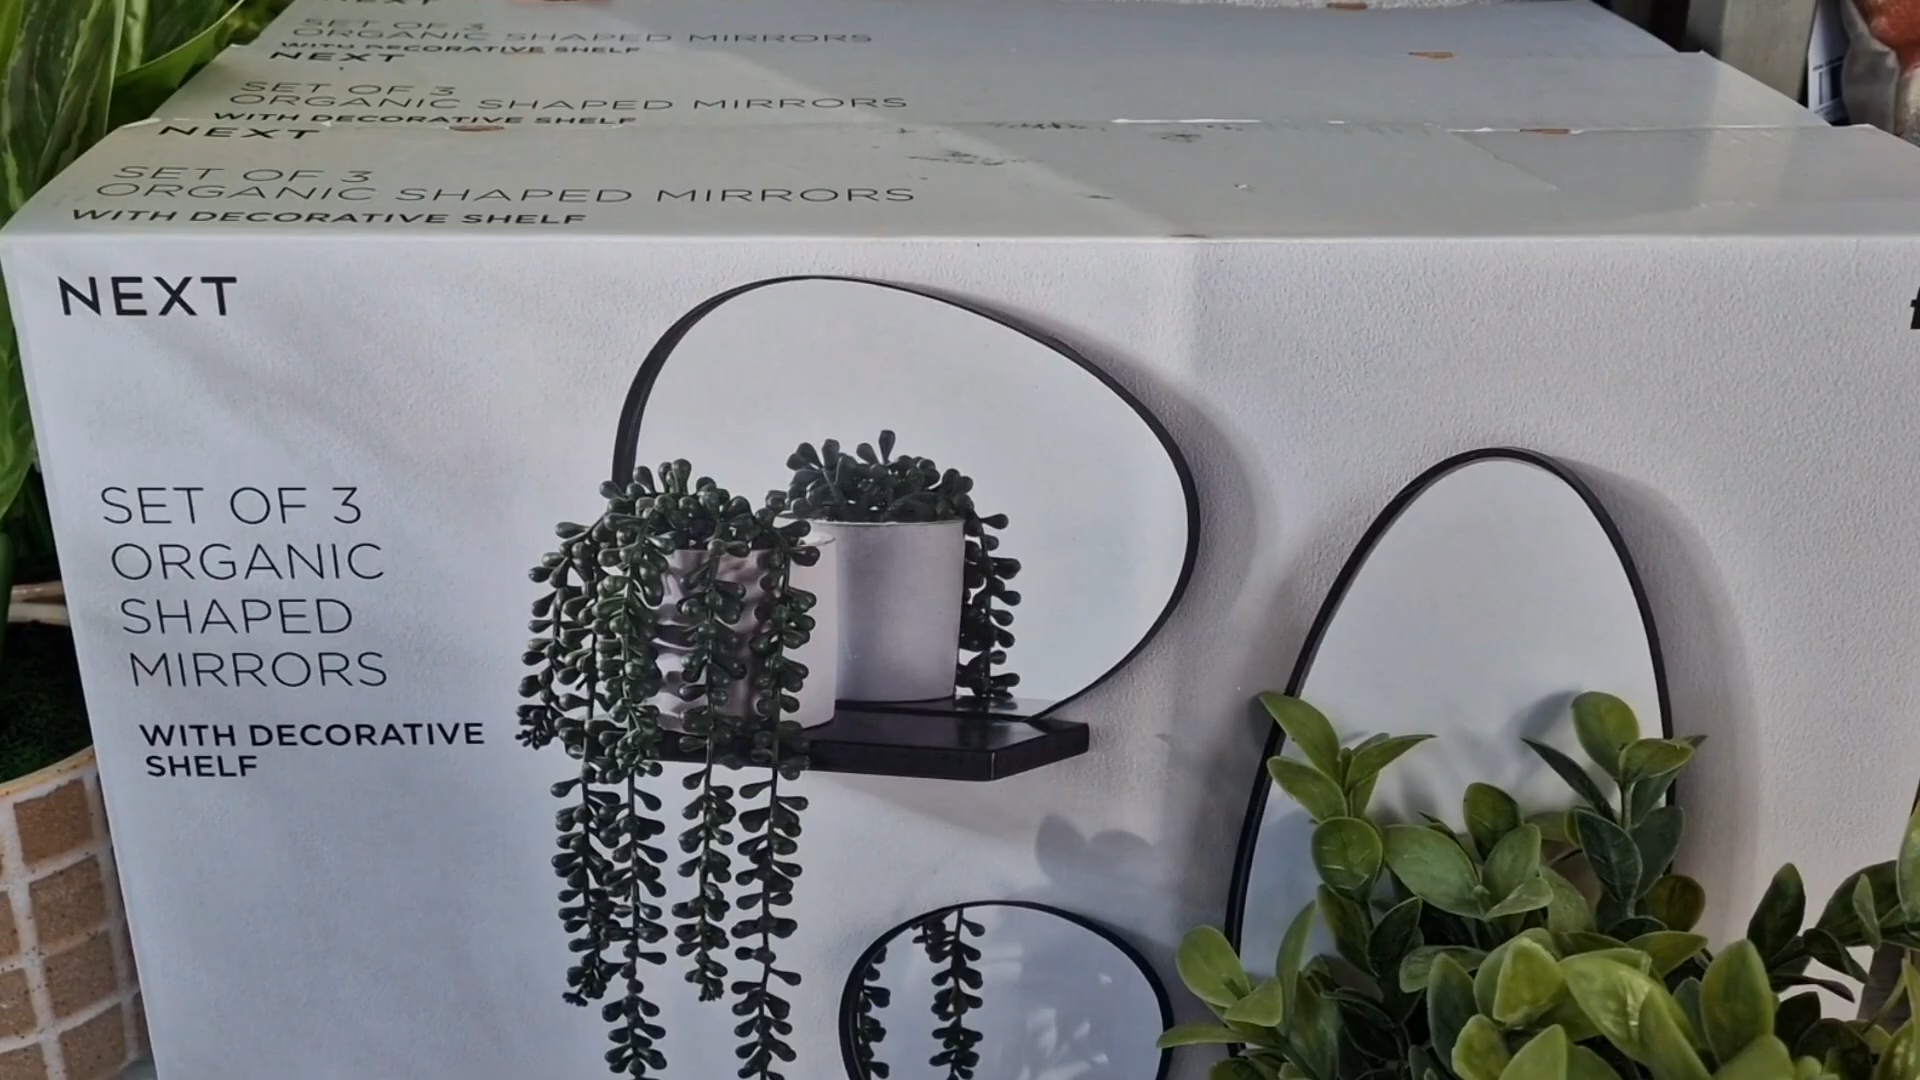 NEXT
SET OF 3
ORGANIC SHAPED MIRRORS
WITH DECORATIVE SHELF
NEXT
SET OF 3
ORGANIC SHAPED MIRRORS
WITH DECORATIVE SHELF
NEXT
SET OF 3
ORGANIC SHAPED MIRRORS
WITH DECORATIVE SHELF
NEXT
SET OF 3
ORGANIC
SHAPED
MIRRORS
WITH DECORATIVE
SHELF